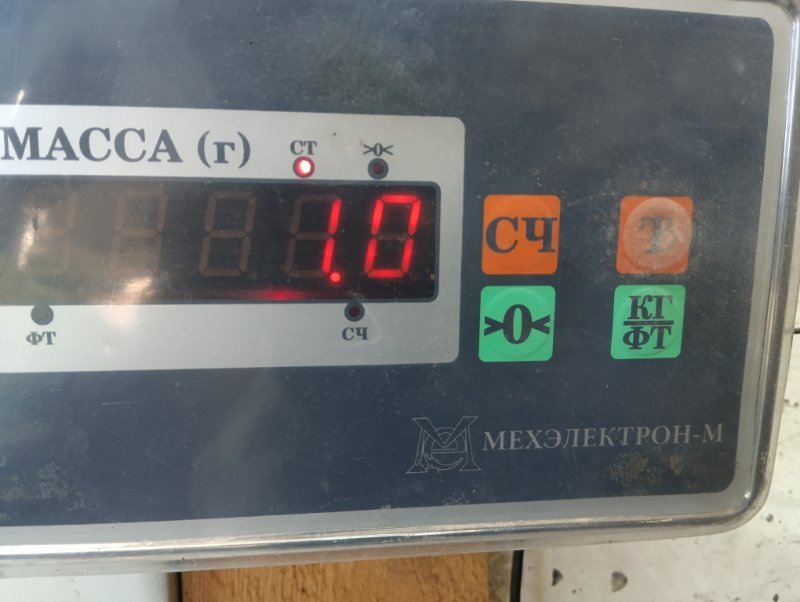 МАССА (г)
СТ
>0<
1.0
ФТ
СЧ
СЧ
Т
>0<
КГ
ФТ
МЕХЭЛЕКТРОН-М